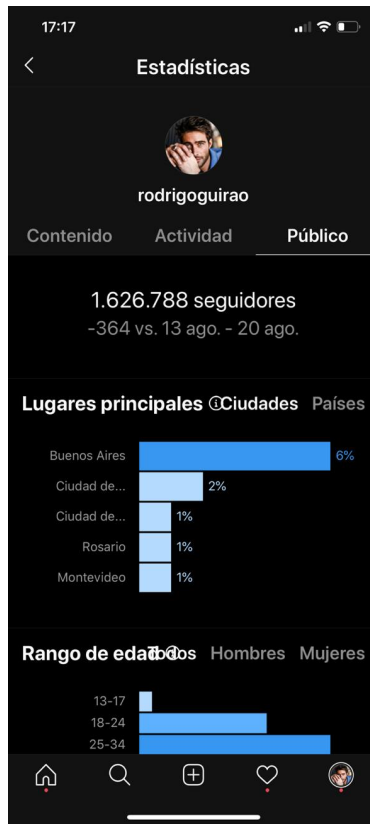 17:17
Estadísticas
rodrigoguirao
Contenido Actividad Público
1.626.788 seguidores
-364 vs. 13 ago. - 20 ago.
Lugares principales Ciudades Países
Buenos Aires 6%
Ciudad de... 2%
Ciudad de... 1%
Rosario 1%
Montevideo 1%
Rango de edad Todos Hombres Mujeres
13-17
18-24
25-34